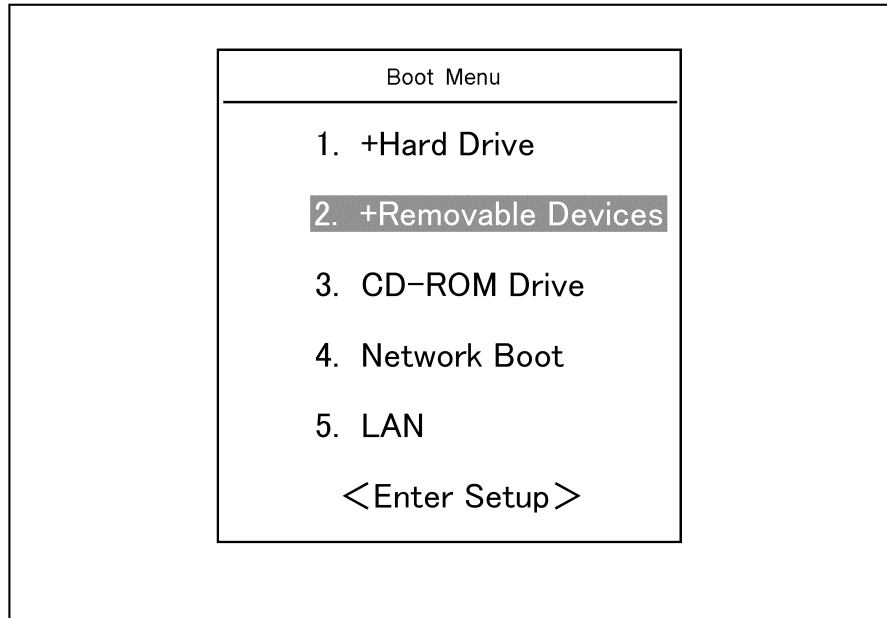 Boot Menu
1. +Hard Drive
2. +Removable Devices
3. CD-ROM Drive
4. Network Boot
5. LAN
<Enter Setup>